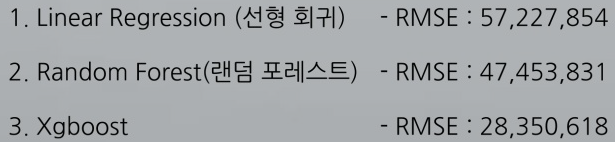 1. Linear Regression (선형 회귀) - RMSE : 57,227,854
2. Random Forest(랜덤 포레스트) - RMSE : 47,453,831
3. Xgboost - RMSE : 28,350,618